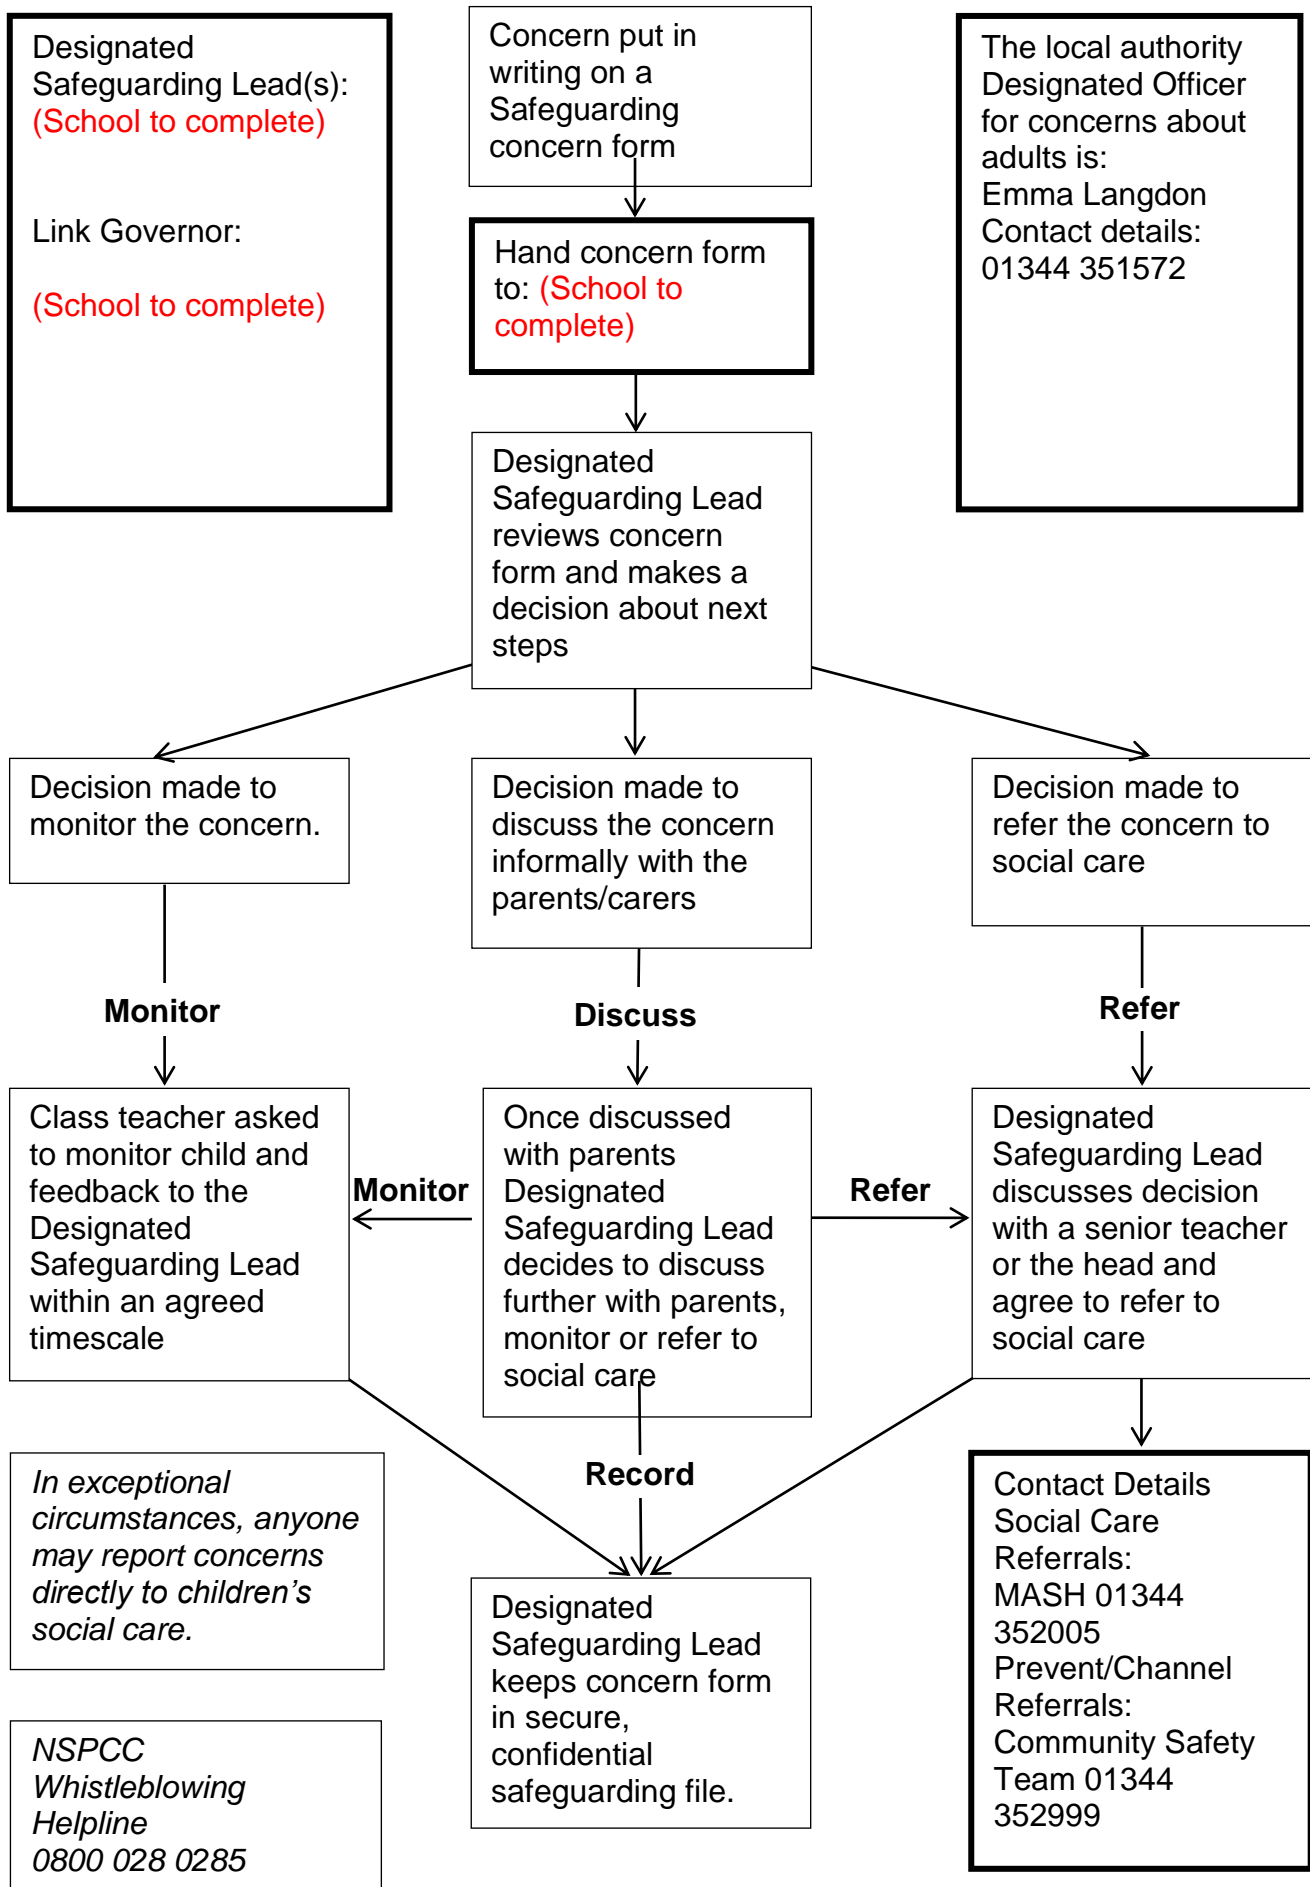 Designated
Safeguarding Lead(s):
(School to complete)
Link Governor:
(School to complete)
Concern put in
writing on a
Safeguarding
concern form
The local authority
Designated Officer
for concerns about
adults is:
Emma Langdon
Contact details:
01344 351572
Hand concern form
to: (School to
complete)
Designated
Safeguarding Lead
reviews concern
form and makes a
decision about next
steps
Decision made to
monitor the concern.
Decision made to
discuss the concern
informally with the
parents/carers
Decision made to
refer the concern to
social care
Monitor
Discuss
Refer
Class teacher asked
to monitor child and
feedback to the
Designated
Safeguarding Lead
within an agreed
timescale
Monitor
Once discussed
with parents
Designated
Safeguarding Lead
decides to discuss
further with parents,
monitor or refer to
social care
Refer
Designated
Safeguarding Lead
discusses decision
with a senior teacher
or the head and
agree to refer to
social care
Record
In exceptional
circumstances, anyone
may report concerns
directly to children’s
social care.
Designated
Safeguarding Lead
keeps concern form
in secure,
confidential
safeguarding file.
Contact Details
Social Care
Referrals:
MASH 01344
352005
Prevent/Channel
Referrals:
Community Safety
Team 01344
352999
NSPCC
Whistleblowing
Helpline
0800 028 0285